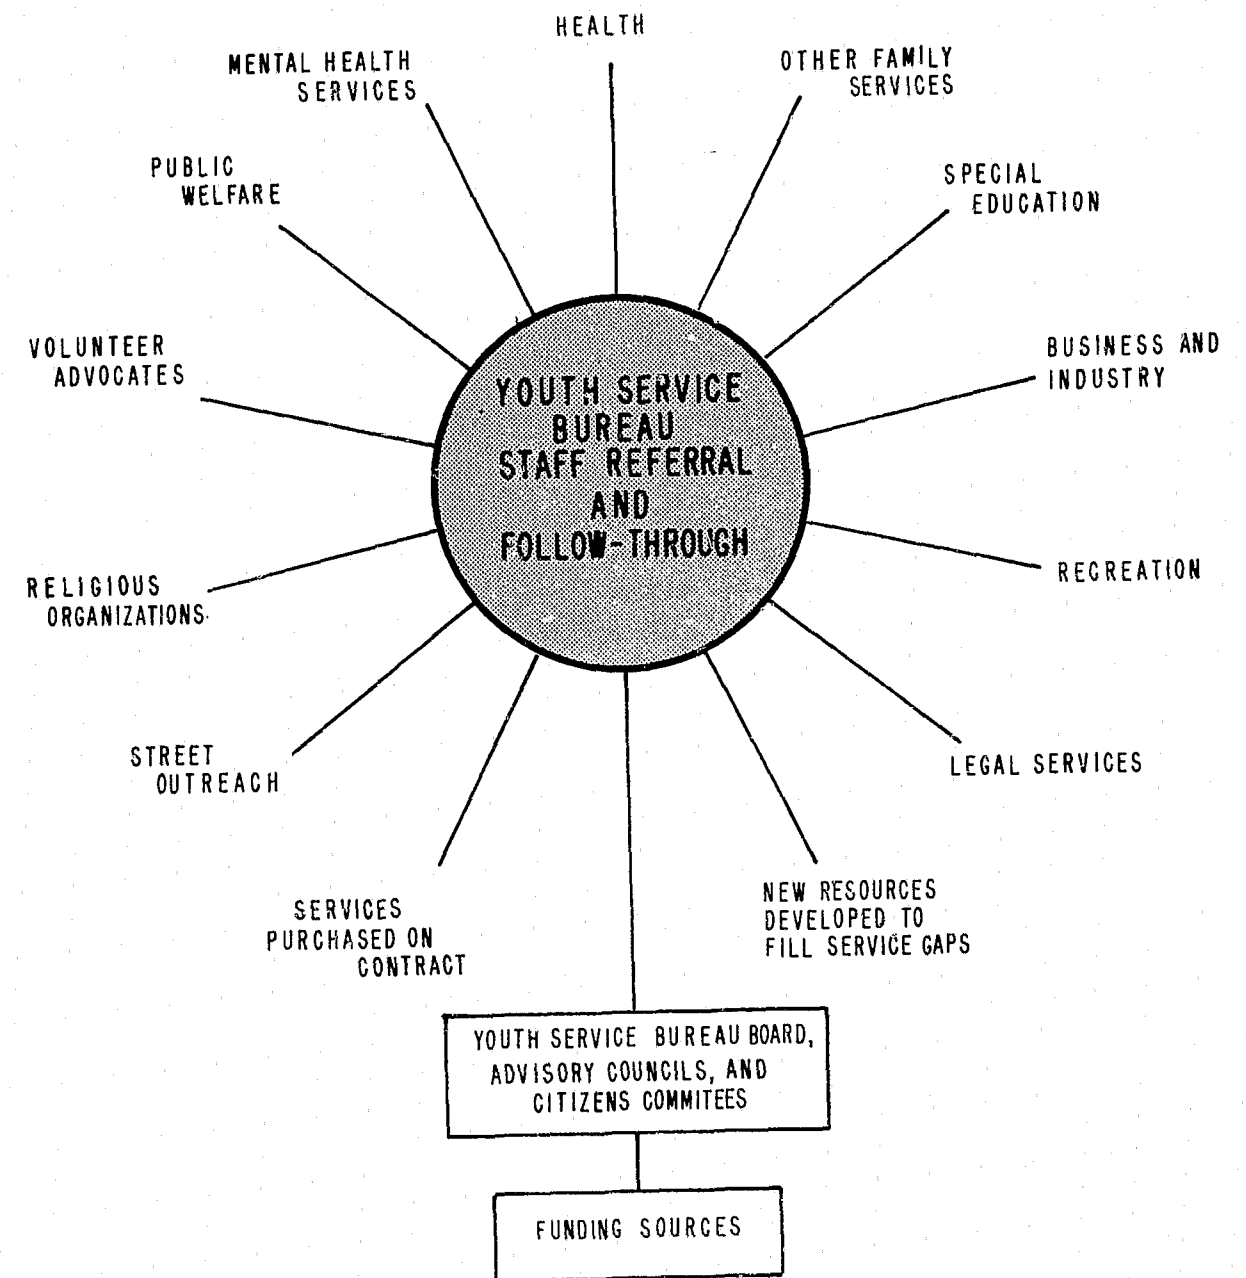 HEALTH
MENTAL HEALTH
SERVICES
OTHER FAMILY
SERVICES
PUBLIC
WELFARE
SPECIAL
EDUCATION
VOLUNTEER
ADVOCATES
BUSINESS AND
INDUSTRY
YOUTH SERVICE
BUREAU
STAFF REFERRAL
AND
FOLLOW-THROUGH
RELIGIOUS
ORGANIZATIONS
RECREATION
STREET
OUTREACH
LEGAL SERVICES
SERVICES
PURCHASED ON
CONTRACT
NEW RESOURCES
DEVELOPED TO
FILL SERVICE GAPS
YOUTH SERVICE BUREAU BOARD,
ADVISORY COUNCILS, AND
CITIZENS COMMITEES
FUNDING SOURCES